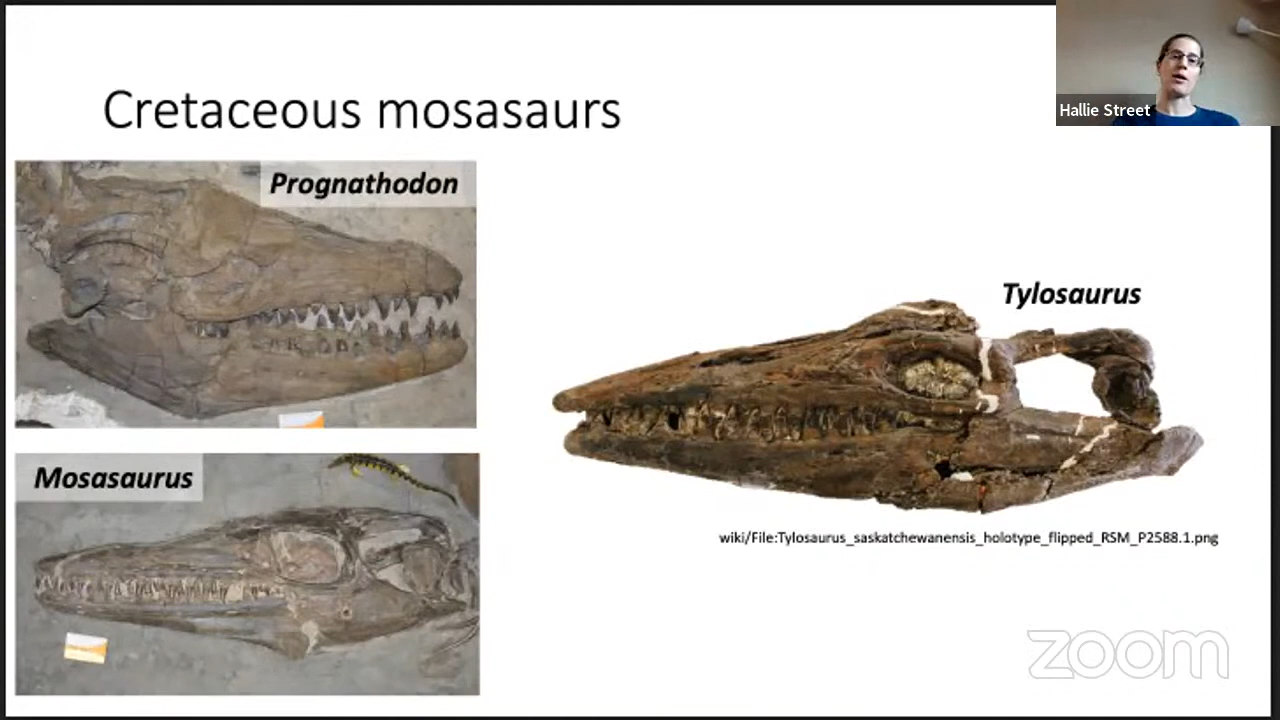 Hallie Street
Cretaceous mosasaurs
Prognathodon
Tylosaurus
Mosasaurus
wiki/File:Tylosaurus_saskatchewanensis_holotype_flipped_RSM_P2588.1.png
zoom